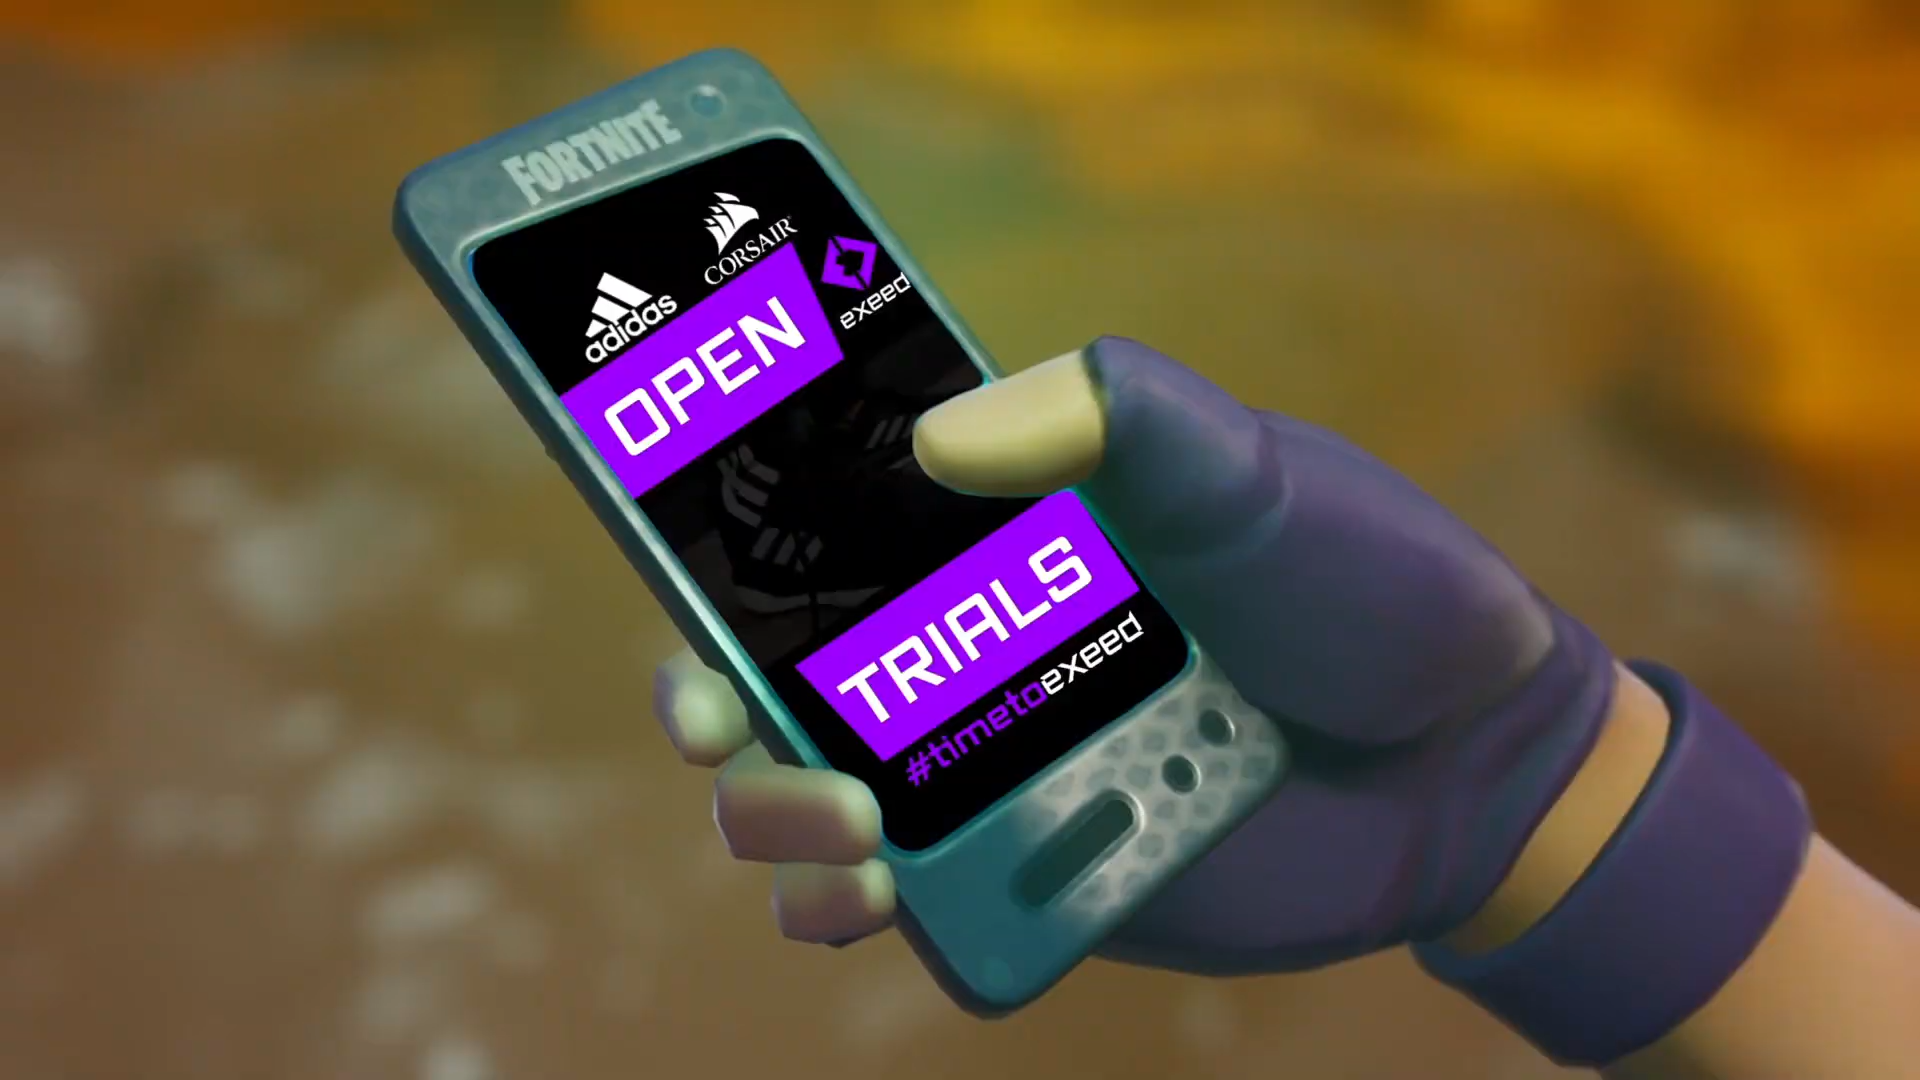 FORTNITE
CORSAIR
adidas
exeed
OPEN
TRIALS
#timetoexeed